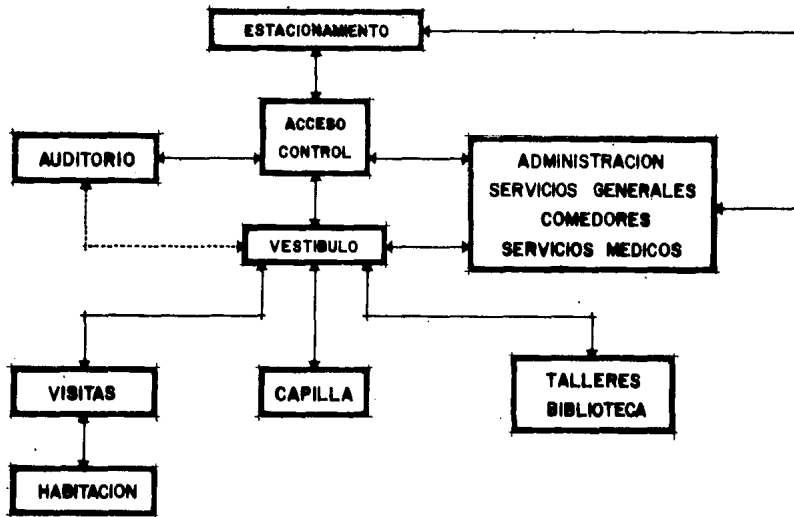 ESTACIONAMIENTO
ACCESO
CONTROL
AUDITORIO
ADMINISTRACION
SERVICIOS GENERALES
COMEDORES
SERVICIOS MEDICOS
VESTIBULO
VISITAS
CAPILLA
TALLERES
BIBLIOTECA
HABITACION